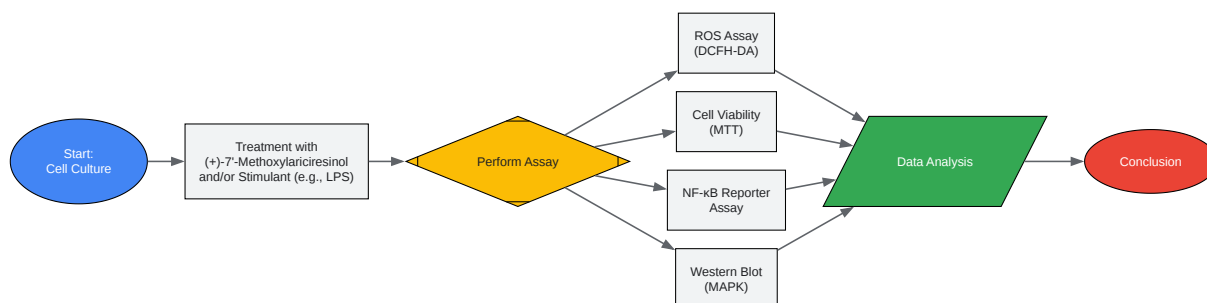 Start:
Cell Culture
Treatment with
(+)-7'-Methoxylariciresinol
and/or Stimulant (e.g., LPS)
Perform Assay
ROS Assay
(DCFH-DA)
Cell Viability
(MTT)
NF-κB Reporter
Assay
Western Blot
(MAPK)
Data Analysis
Conclusion